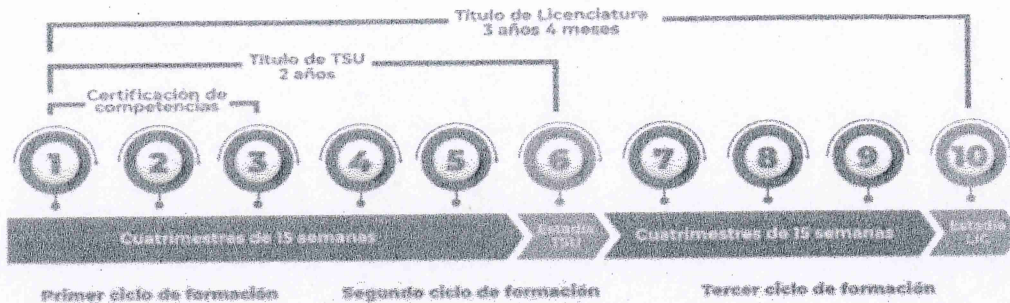 Título de Licenciatura
3 años 4 meses
Título de TSU
2 años
Certificación de
competencias
1 2 3 4 5 6 7 8 9 10
Cuatrimestres de 15 semanas
Estadía
TSU
Cuatrimestres de 15 semanas
Estadía
LIC
Primer ciclo de formación
Segundo ciclo de formación
Tercer ciclo de formación